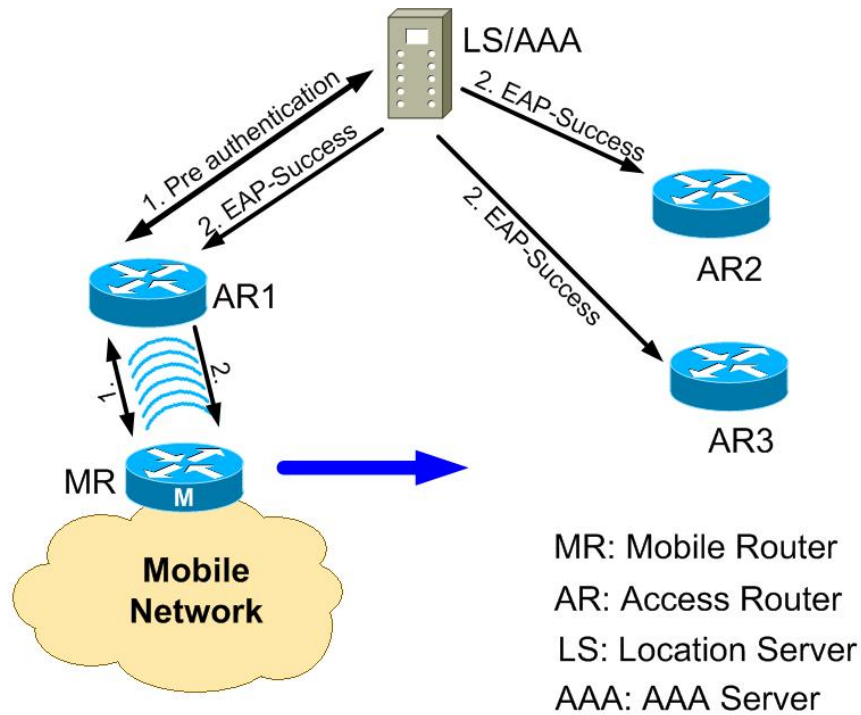 LS/AAA
1. Pre authentication
2. EAP-Success
2. EAP-Success
2. EAP-Success
AR2
AR1
AR3
1.
2.
MR
M
Mobile
Network
MR: Mobile Router
AR: Access Router
LS: Location Server
AAA: AAA Server